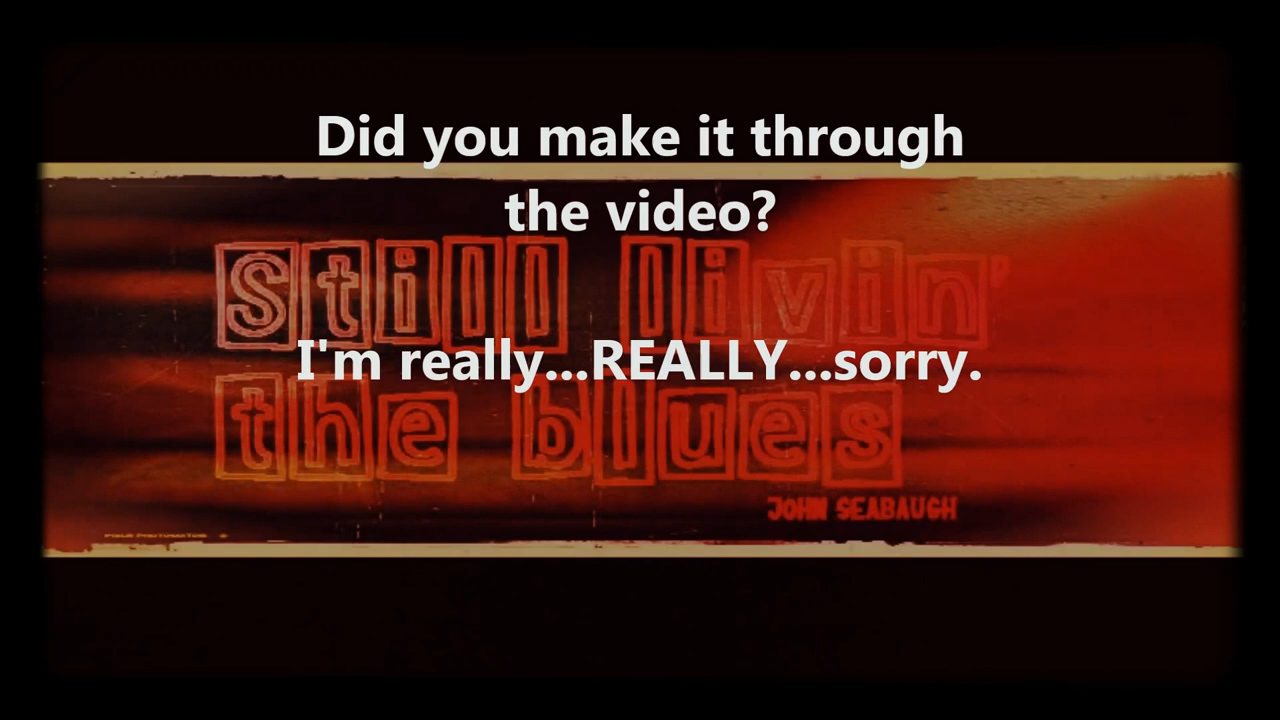 Did you make it through
the video?
Still livin'
I'm really...REALLY...sorry.
the blues
JOHN SEABAUGH